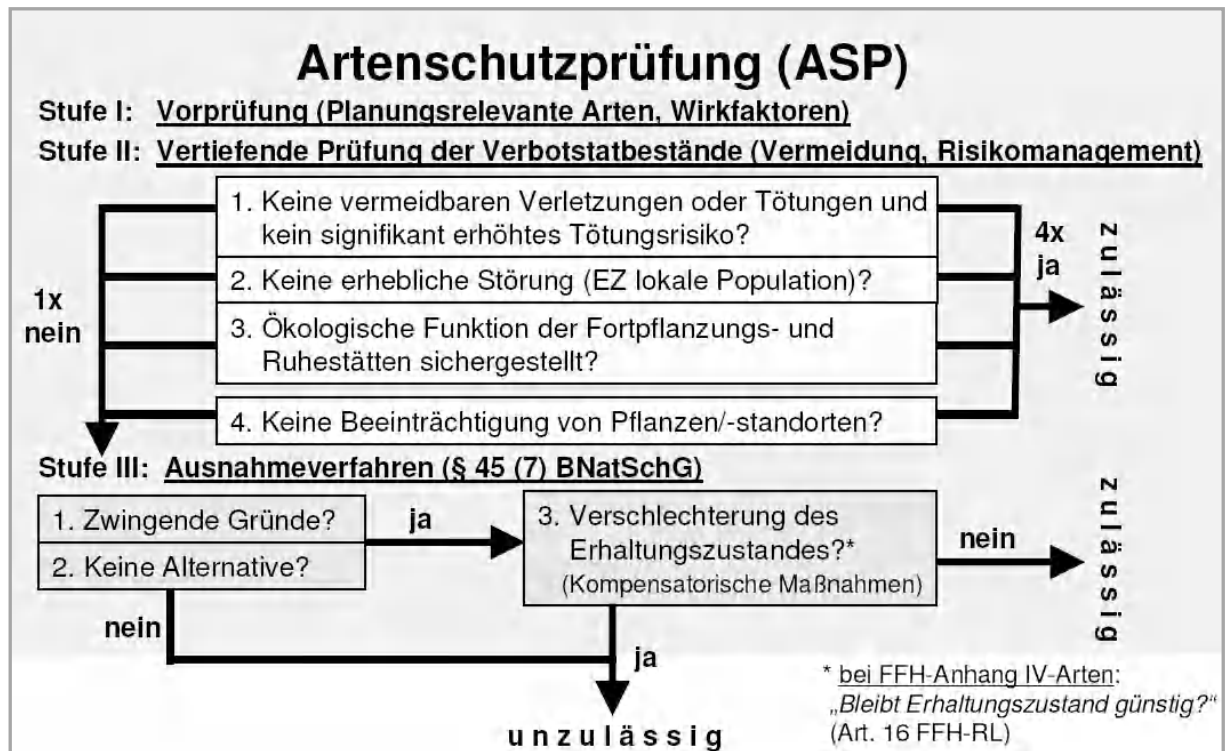 Artenschutzprüfung (ASP)
Stufe I: Vorprüfung (Planungsrelevante Arten, Wirkfaktoren)
Stufe II: Vertiefende Prüfung der Verbotstatbestände (Vermeidung, Risikomanagement)
1. Keine vermeidbaren Verletzungen oder Tötungen und
kein signifikant erhöhtes Tötungsrisiko?
2. Keine erhebliche Störung (EZ lokale Population)?
3. Ökologische Funktion der Fortpflanzungs- und
Ruhestätten sichergestellt?
4. Keine Beeinträchtigung von Pflanzen/-standorten?
1x
nein
4x
ja
zulässig
Stufe III: Ausnahmeverfahren (§ 45 (7) BNatSchG)
1. Zwingende Gründe?
2. Keine Alternative?
ja
3. Verschlechterung des
Erhaltungszustandes?*
(Kompensatorische Maßnahmen)
nein
zulässig
nein
ja
unzulässig
* bei FFH-Anhang IV-Arten:
„Bleibt Erhaltungszustand günstig?“
(Art. 16 FFH-RL)